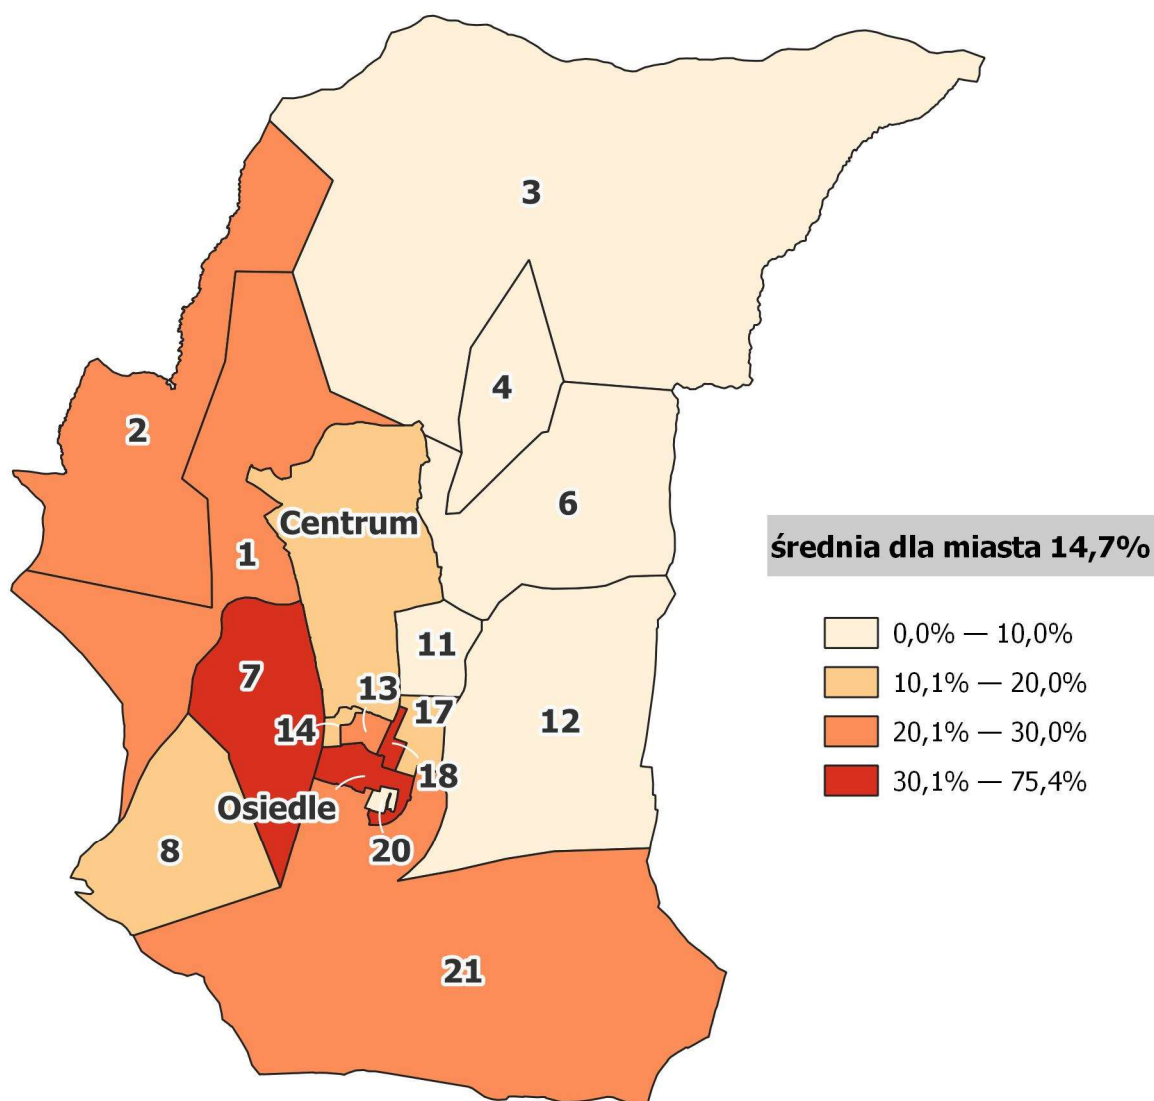 3
4
2
6
Centrum
1
średnia dla miasta 14,7%
0,0% — 10,0%
10,1% — 20,0%
20,1% — 30,0%
30,1% — 75,4%
11
7
13
17
12
14
18
Osiedle
20
8
21